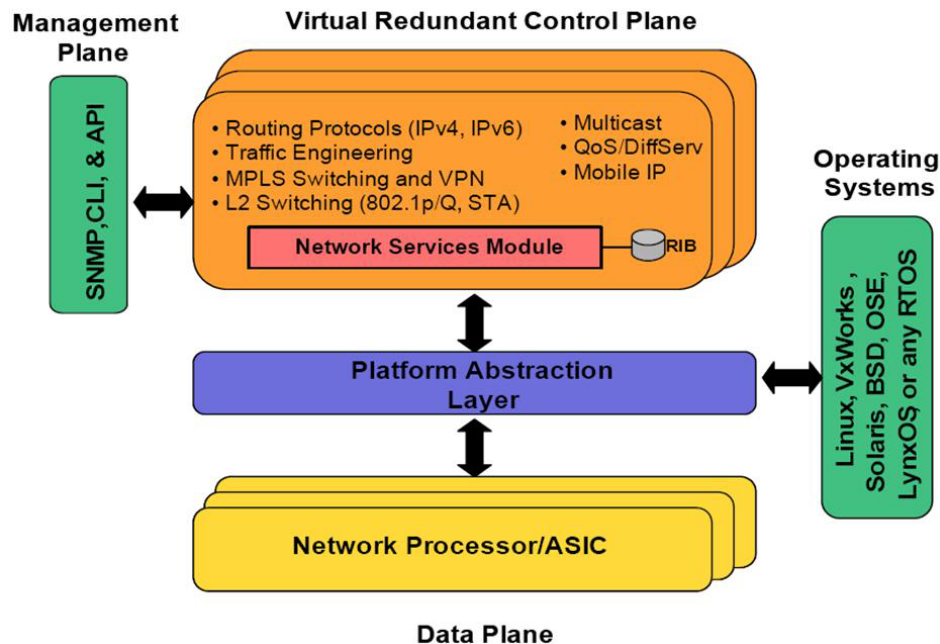 Management
Plane
Virtual Redundant Control Plane
SNMP,CLI, & API
• Routing Protocols (IPv4, IPv6)
• Traffic Engineering
• MPLS Switching and VPN
• L2 Switching (802.1p/Q, STA)
• Multicast
• QoS/DiffServ
• Mobile IP
Network Services Module
RIB
Operating
Systems
Linux, VxWorks ,
Solaris, BSD, OSE,
LynxOS, or any RTOS
Platform Abstraction
Layer
Network Processor/ASIC
Data Plane